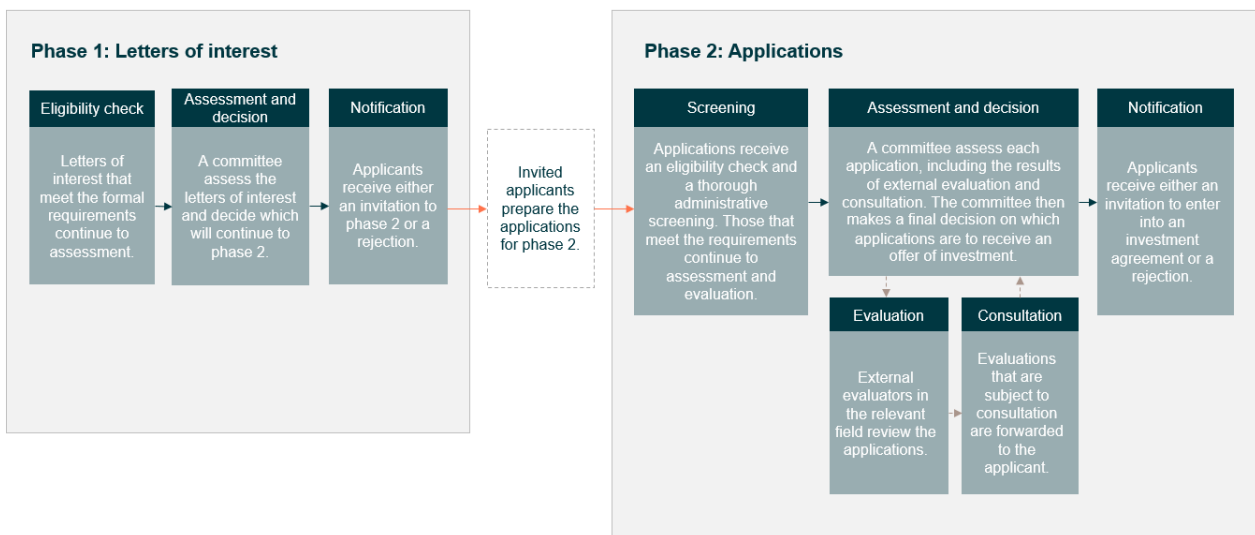 Phase 1: Letters of interest
Eligibility check
Letters of
interest that
meet the formal
requirements
continue to
assessment.
Assessment and
decision
A committee
assess the
letters of interest
and decide which
will continue to
phase 2.
Notification
Applicants
receive either
an invitation to
phase 2 or a
rejection.
Invited
applicants
prepare the
applications
for phase 2.
Phase 2: Applications
Screening
Applications receive
an eligibility check and
a thorough
administrative
screening. Those that
meet the requirements
continue to
assessment and
evaluation.
Assessment and decision
A committee assess each
application, including the results
of external evaluation and
consultation. The committee then
makes a final decision on which
applications are to receive an
offer of investment.
Evaluation
External
evaluators in
the relevant
field review the
applications.
Consultation
Evaluations
that are
subject to
consultation
are forwarded
to the
applicant.
Notification
Applicants
receive either an
invitation to enter
into an
investment
agreement or a
rejection.